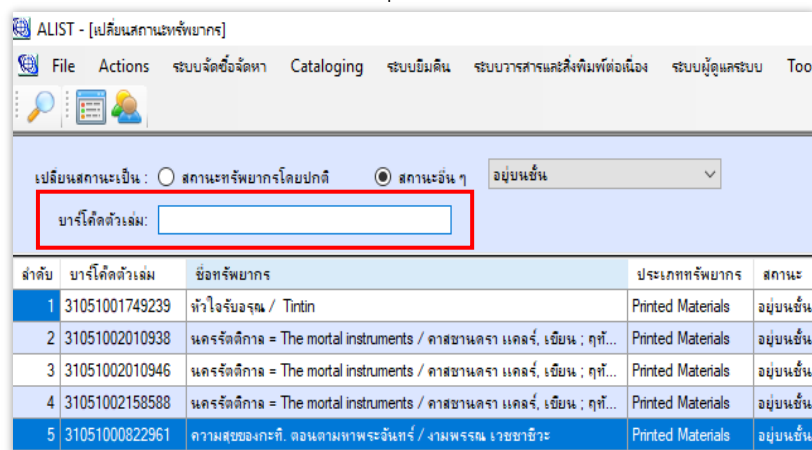 ALIST - [เปลี่ยนสถานะทรัพยากร]
File Actions ระบบจัดซื้อจัดหา Cataloging ระบบยืมคืน ระบบวารสารและสิ่งพิมพ์ต่อเนื่อง ระบบผู้ดูแลระบบ Too
เปลี่ยนสถานะเป็น : สถานะทรัพยากรโดยปกติ สถานะอื่น ๆ อยู่บนชั้น
บาร์โค๊ดตัวเล่ม:
ลำดับ บาร์โค๊ดตัวเล่ม ชื่อทรัพยากร ประเภททรัพยากร สถานะ
1 31051001749239 หัวใจรับอรุณ / Tintin Printed Materials อยู่บนชั้น
2 31051002010938 นครรัตติกาล = The mortal instruments / คาสซานดรา แคลร์, เขียน ; ฤทั... Printed Materials อยู่บนชั้น
3 31051002010946 นครรัตติกาล = The mortal instruments / คาสซานดรา แคลร์, เขียน ; ฤทั... Printed Materials อยู่บนชั้น
4 31051002158588 นครรัตติกาล = The mortal instruments / คาสซานดรา แคลร์, เขียน ; ฤทั... Printed Materials อยู่บนชั้น
5 31051000822961 ความสุขของกะทิ. ตอนตามหาพระจันทร์ / งามพรรณ เวชชาชีวะ Printed Materials อยู่บนชั้น